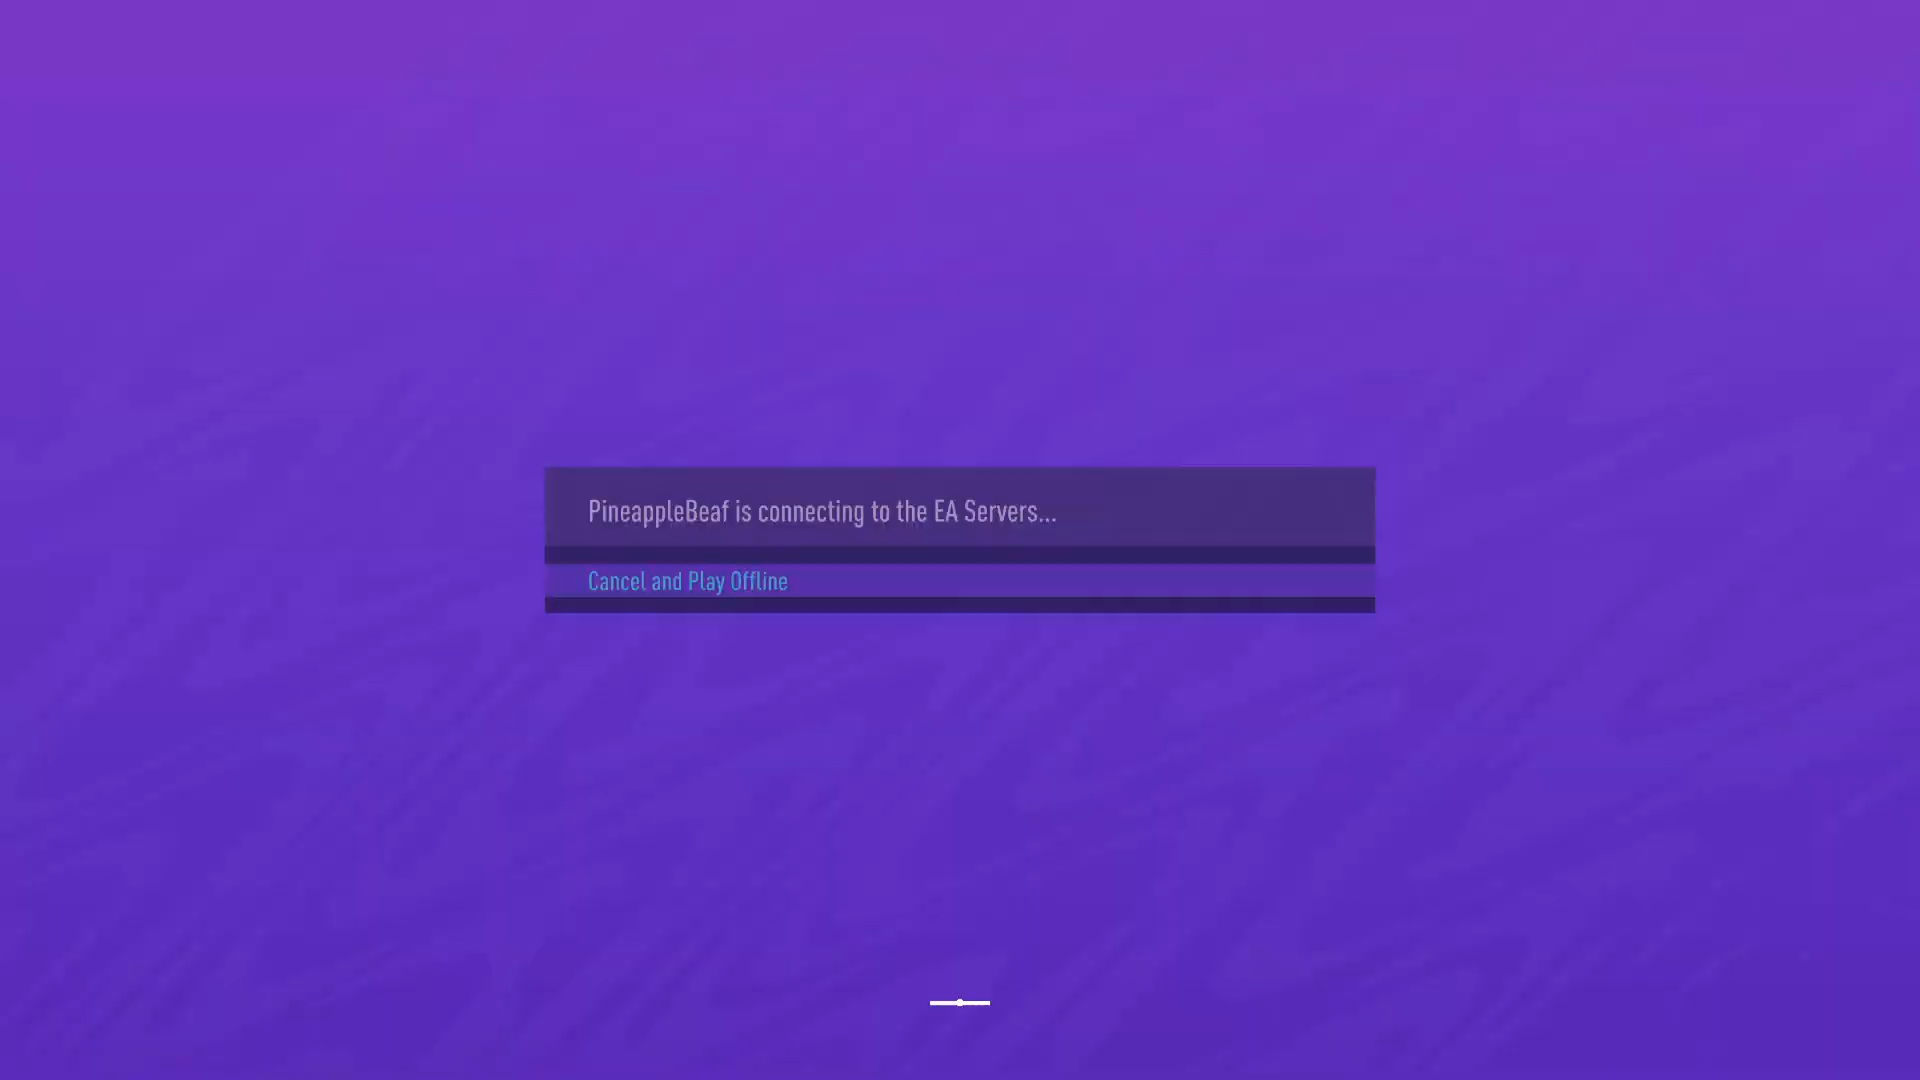 PineappleBeaf is connecting to the EA Servers...
Cancel and Play Offline